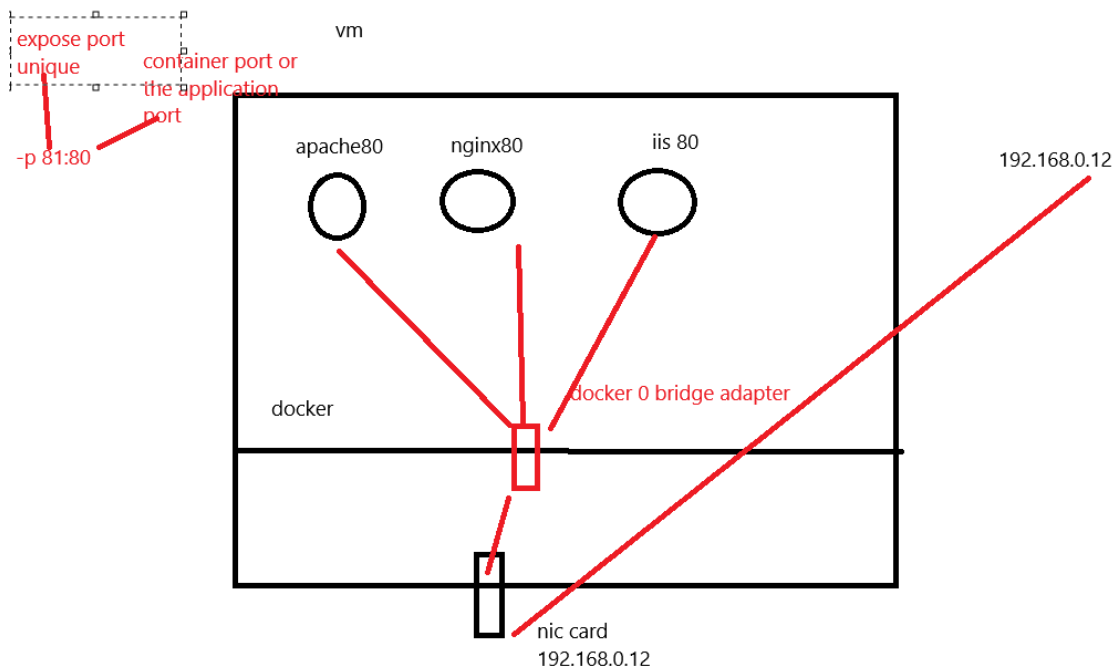 vm
expose port
unique
container port or
the application
port
-p 81:80
apache80
nginx80
iis 80
192.168.0.12
docker 0 bridge adapter
docker
nic card
192.168.0.12